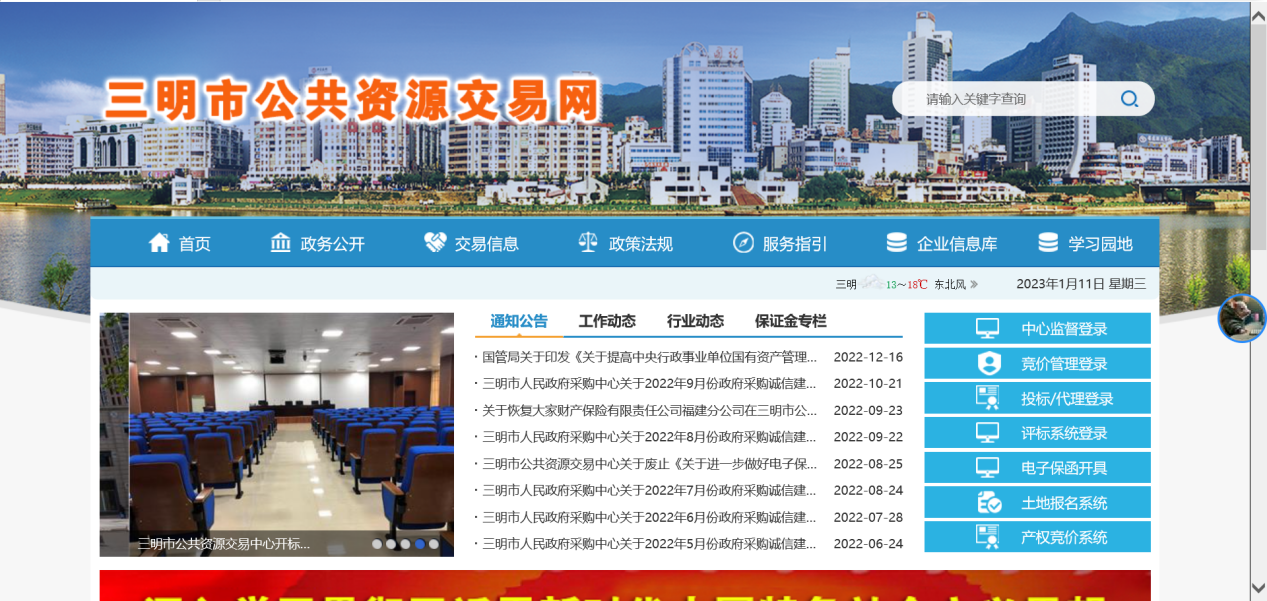 三明市公共资源交易网
请输入关键字查询
首页 政务公开 交易信息 政策法规 服务指引 企业信息库 学习园地
三明 13～18℃ 东北风 2023年1月11日 星期三
通知公告 工作动态 行业动态 保证金专栏
· 国管局关于印发《关于提高中央行政事业单位国有资产管理... 2022-12-16
· 三明市人民政府采购中心关于2022年9月份政府采购诚信建... 2022-10-21
· 关于恢复大家财产保险有限责任公司福建分公司在三明市公... 2022-09-23
· 三明市人民政府采购中心关于2022年8月份政府采购诚信建... 2022-09-22
· 三明市公共资源交易中心关于废止《关于进一步做好电子保... 2022-08-25
· 三明市人民政府采购中心关于2022年7月份政府采购诚信建... 2022-08-24
· 三明市人民政府采购中心关于2022年6月份政府采购诚信建... 2022-07-28
· 三明市人民政府采购中心关于2022年5月份政府采购诚信建... 2022-06-24
三明市公共资源交易中心开标...
中心监督登录
竞价管理登录
投标/代理登录
评标系统登录
电子保函开具
土地报名系统
产权竞价系统